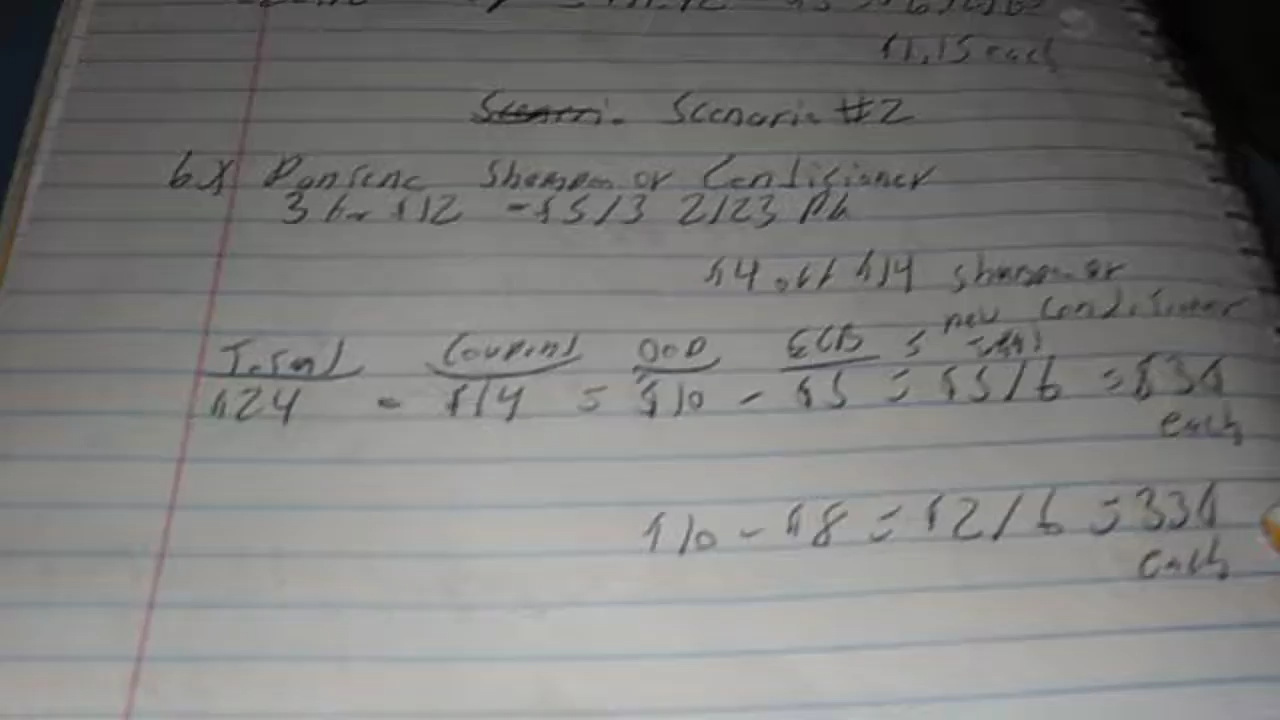 $1.15 each
Scenario #2
6x Pantene Shampoo or Conditioner
3 for $12 -$5/3 2/23 PG
$4 off $14 shampoo or
Conditioner
Total Coupons OOP ECB = new
$24 - $14 = $10 - $5 = $5/6 = 83¢
each
$10 - $8 = $2/6 = 33¢
each